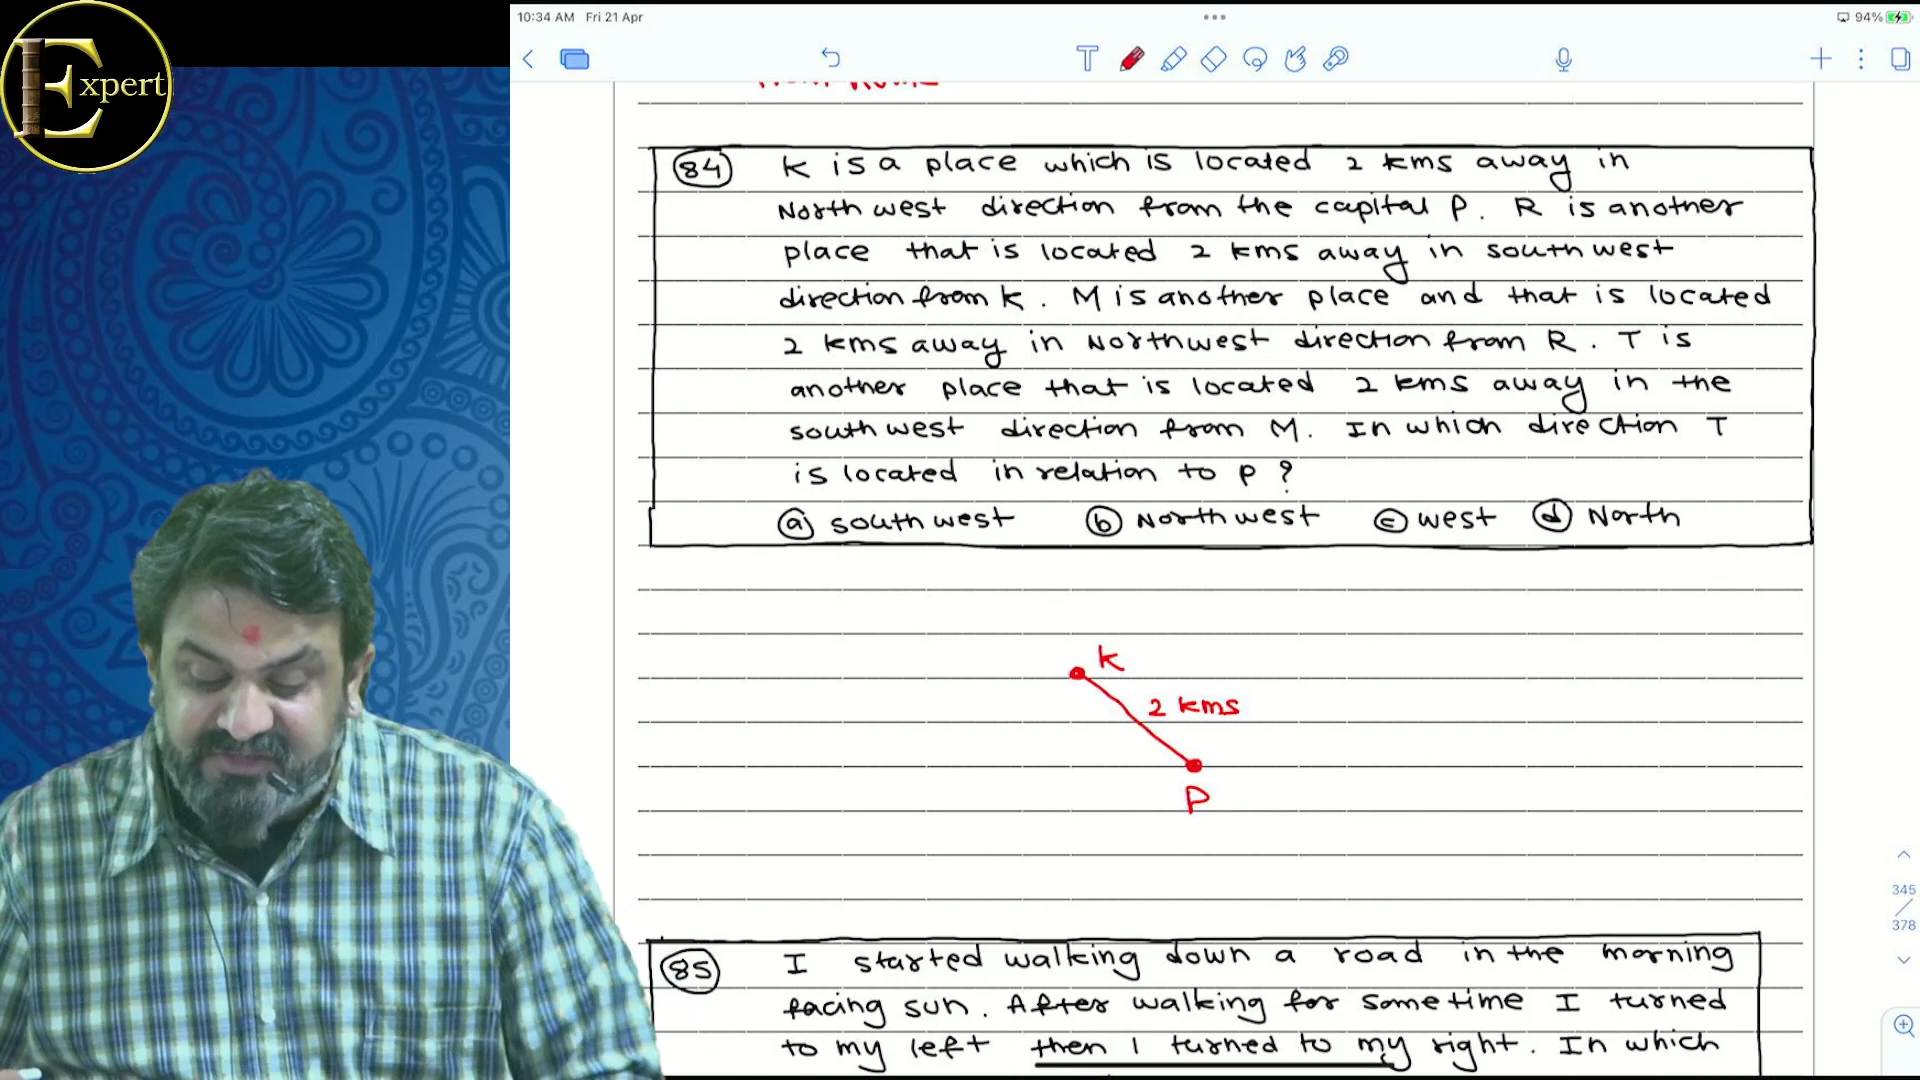 Expert
10:34 AM Fri 21 Apr
94%
84 K is a place which is located 2 kms away in
North west direction from the capital P. R is another
place that is located 2 kms away in south west
direction from K. M is another place and that is located
2 kms away in Northwest direction from R. T is
another place that is located 2 kms away in the
south west direction from M. In which direction T
is located in relation to P ?
a south west b North west c west d North
K
2 kms
P
345
378
85 I started walking down a road in the morning
facing sun. After walking for sometime I turned
to my left then I turned to my right. In which